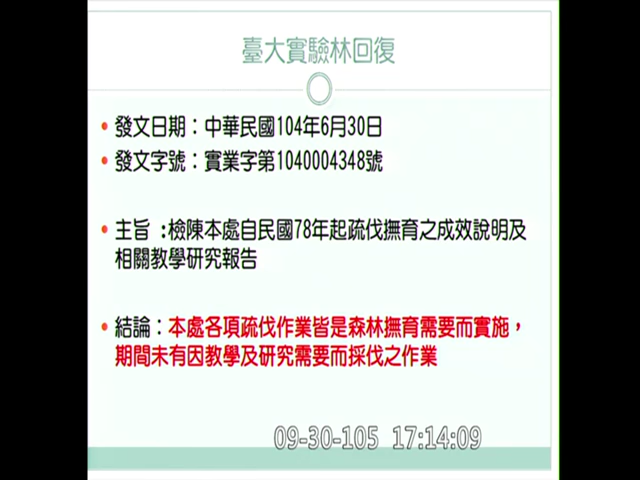 臺大實驗林回復
• 發文日期：中華民國104年6月30日
• 發文字號：實業字第1040004348號
• 主旨 :檢陳本處自民國78年起疏伐撫育之成效說明及
相關教學研究報告
• 結論：本處各項疏伐作業皆是森林撫育需要而實施，
期間未有因教學及研究需要而採伐之作業
09-30-105 17:14:09